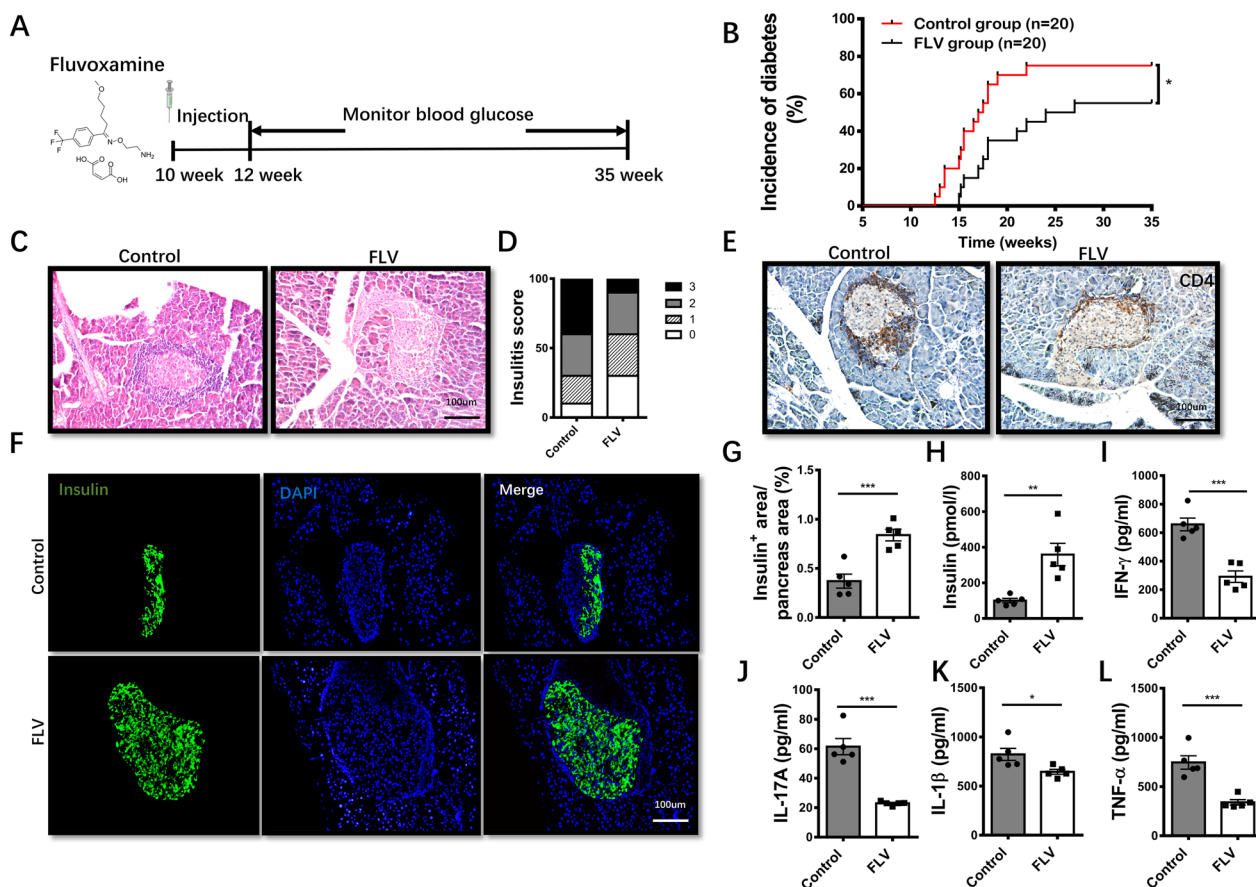 A
Fluvoxamine
O
F
F
F
N
O
NH₂
HO
O
O
OH
Injection
Monitor blood glucose
10 week
12 week
35 week
B
Control group (n=20)
FLV group (n=20)
Incidence of diabetes
(%)
80
60
40
20
0
5
10
15
20
25
30
35
Time (weeks)
*
C
Control
FLV
100um
D
Insulitis score
100
50
0
Control
FLV
3
2
1
0
E
Control
FLV
CD4
100um
F
Insulin
DAPI
Merge
Control
FLV
100um
G
Insulin⁺ area/
pancreas area (%)
1.5
1.0
0.5
0.0
***
Control
FLV
H
Insulin (pmol/l)
800
600
400
200
0
**
Control
FLV
I
IFN-γ (pg/ml)
1000
800
600
400
200
0
***
Control
FLV
J
IL-17A (pg/ml)
100
80
60
40
20
0
***
Control
FLV
K
IL-1β (pg/ml)
1500
1000
500
0
*
Control
FLV
L
TNF-α (pg/ml)
1500
1000
500
0
***
Control
FLV